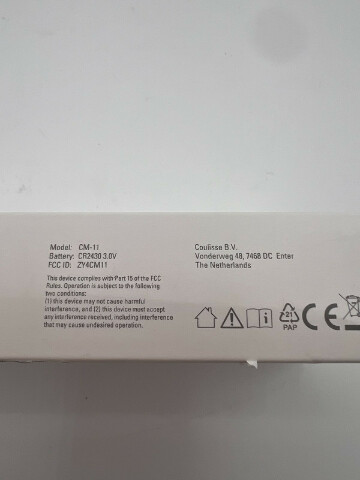 Model: CM-11
Battery: CR2430 3.0V
FCC ID: ZY4CM11
This device complies with Part 15 of the FCC
Rules. Operation is subject to the following
two conditions:
(1) this device may not cause harmful
interference, and (2) this device must accept
any interference received, including interference
that may cause undesired operation.
Coulisse B.V.
Vonderweg 48, 7468 DC Enter
The Netherlands
21
PAP
CE